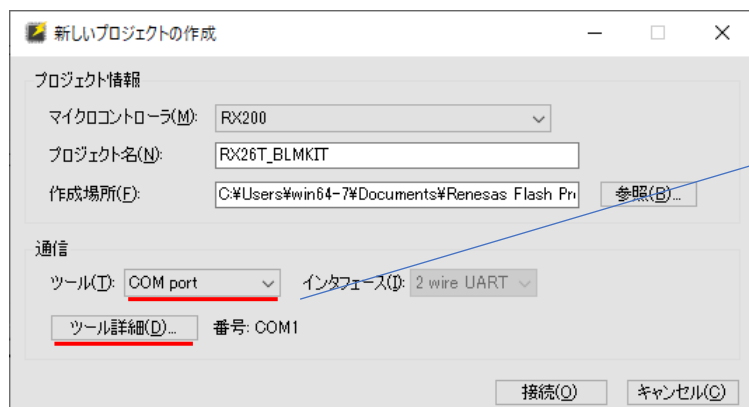 新しいプロジェクトの作成
プロジェクト情報
マイクロコントローラ(M): RX200
プロジェクト名(N): RX26T_BLMKIT
作成場所(F): C:¥Users¥win64-7¥Documents¥Renesas Flash 参照(B)...
通信
ツール(T): COM port インタフェース(I): 2 wire UART
ツール詳細(D)... 番号: COM1
接続(O) キャンセル(C)